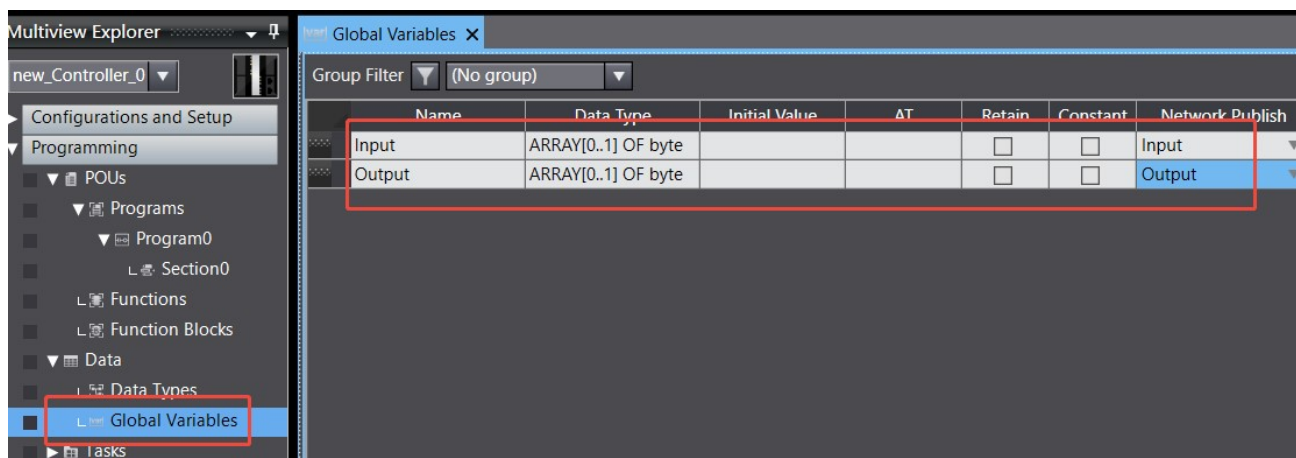 Multiview Explorer
new_Controller_0
Configurations and Setup
Programming
POUs
Programs
Program0
Section0
Functions
Function Blocks
Data
Data Types
Global Variables
Tasks
Global Variables
Group Filter (No group)
Name Data Type Initial Value AT Retain Constant Network Publish
Input ARRAY[0..1] OF byte Input
Output ARRAY[0..1] OF byte Output